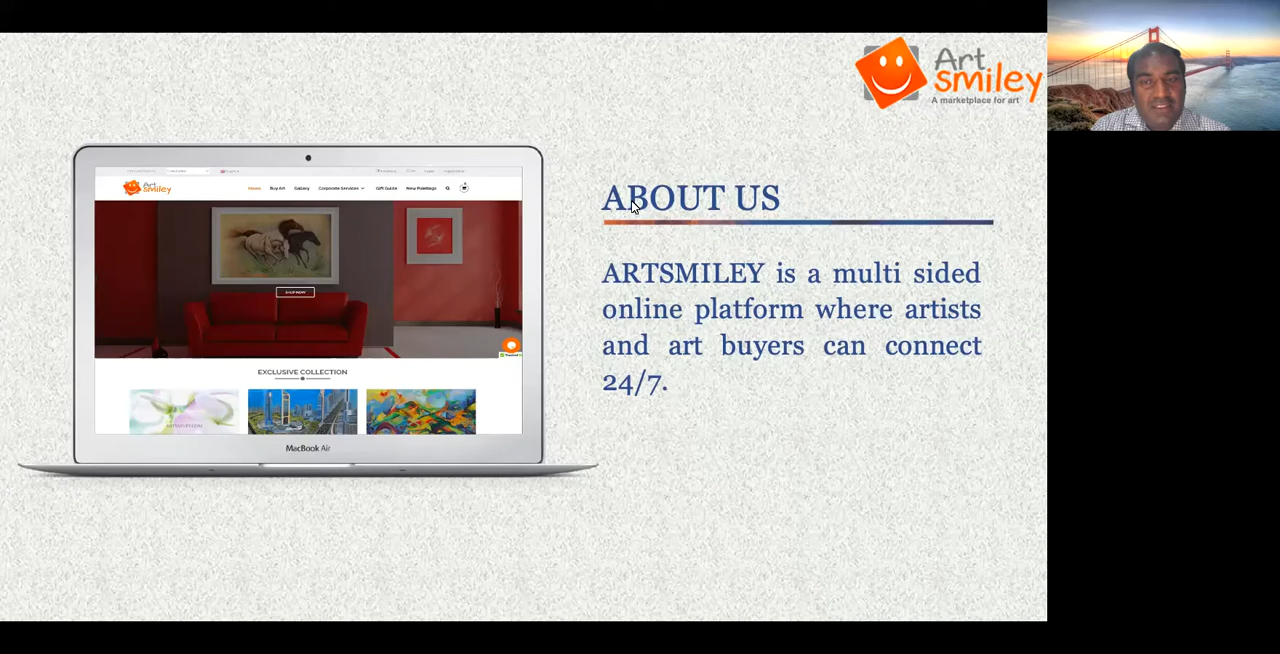 Art
smiley
A marketplace for art
Art
smiley
Home Buy Art Gallery Corporate Services Gift Guide New Paintings
SHOP NOW
ABOUT US
ARTSMILEY is a multi sided
online platform where artists
and art buyers can connect
24/7.
EXCLUSIVE COLLECTION
MacBook Air